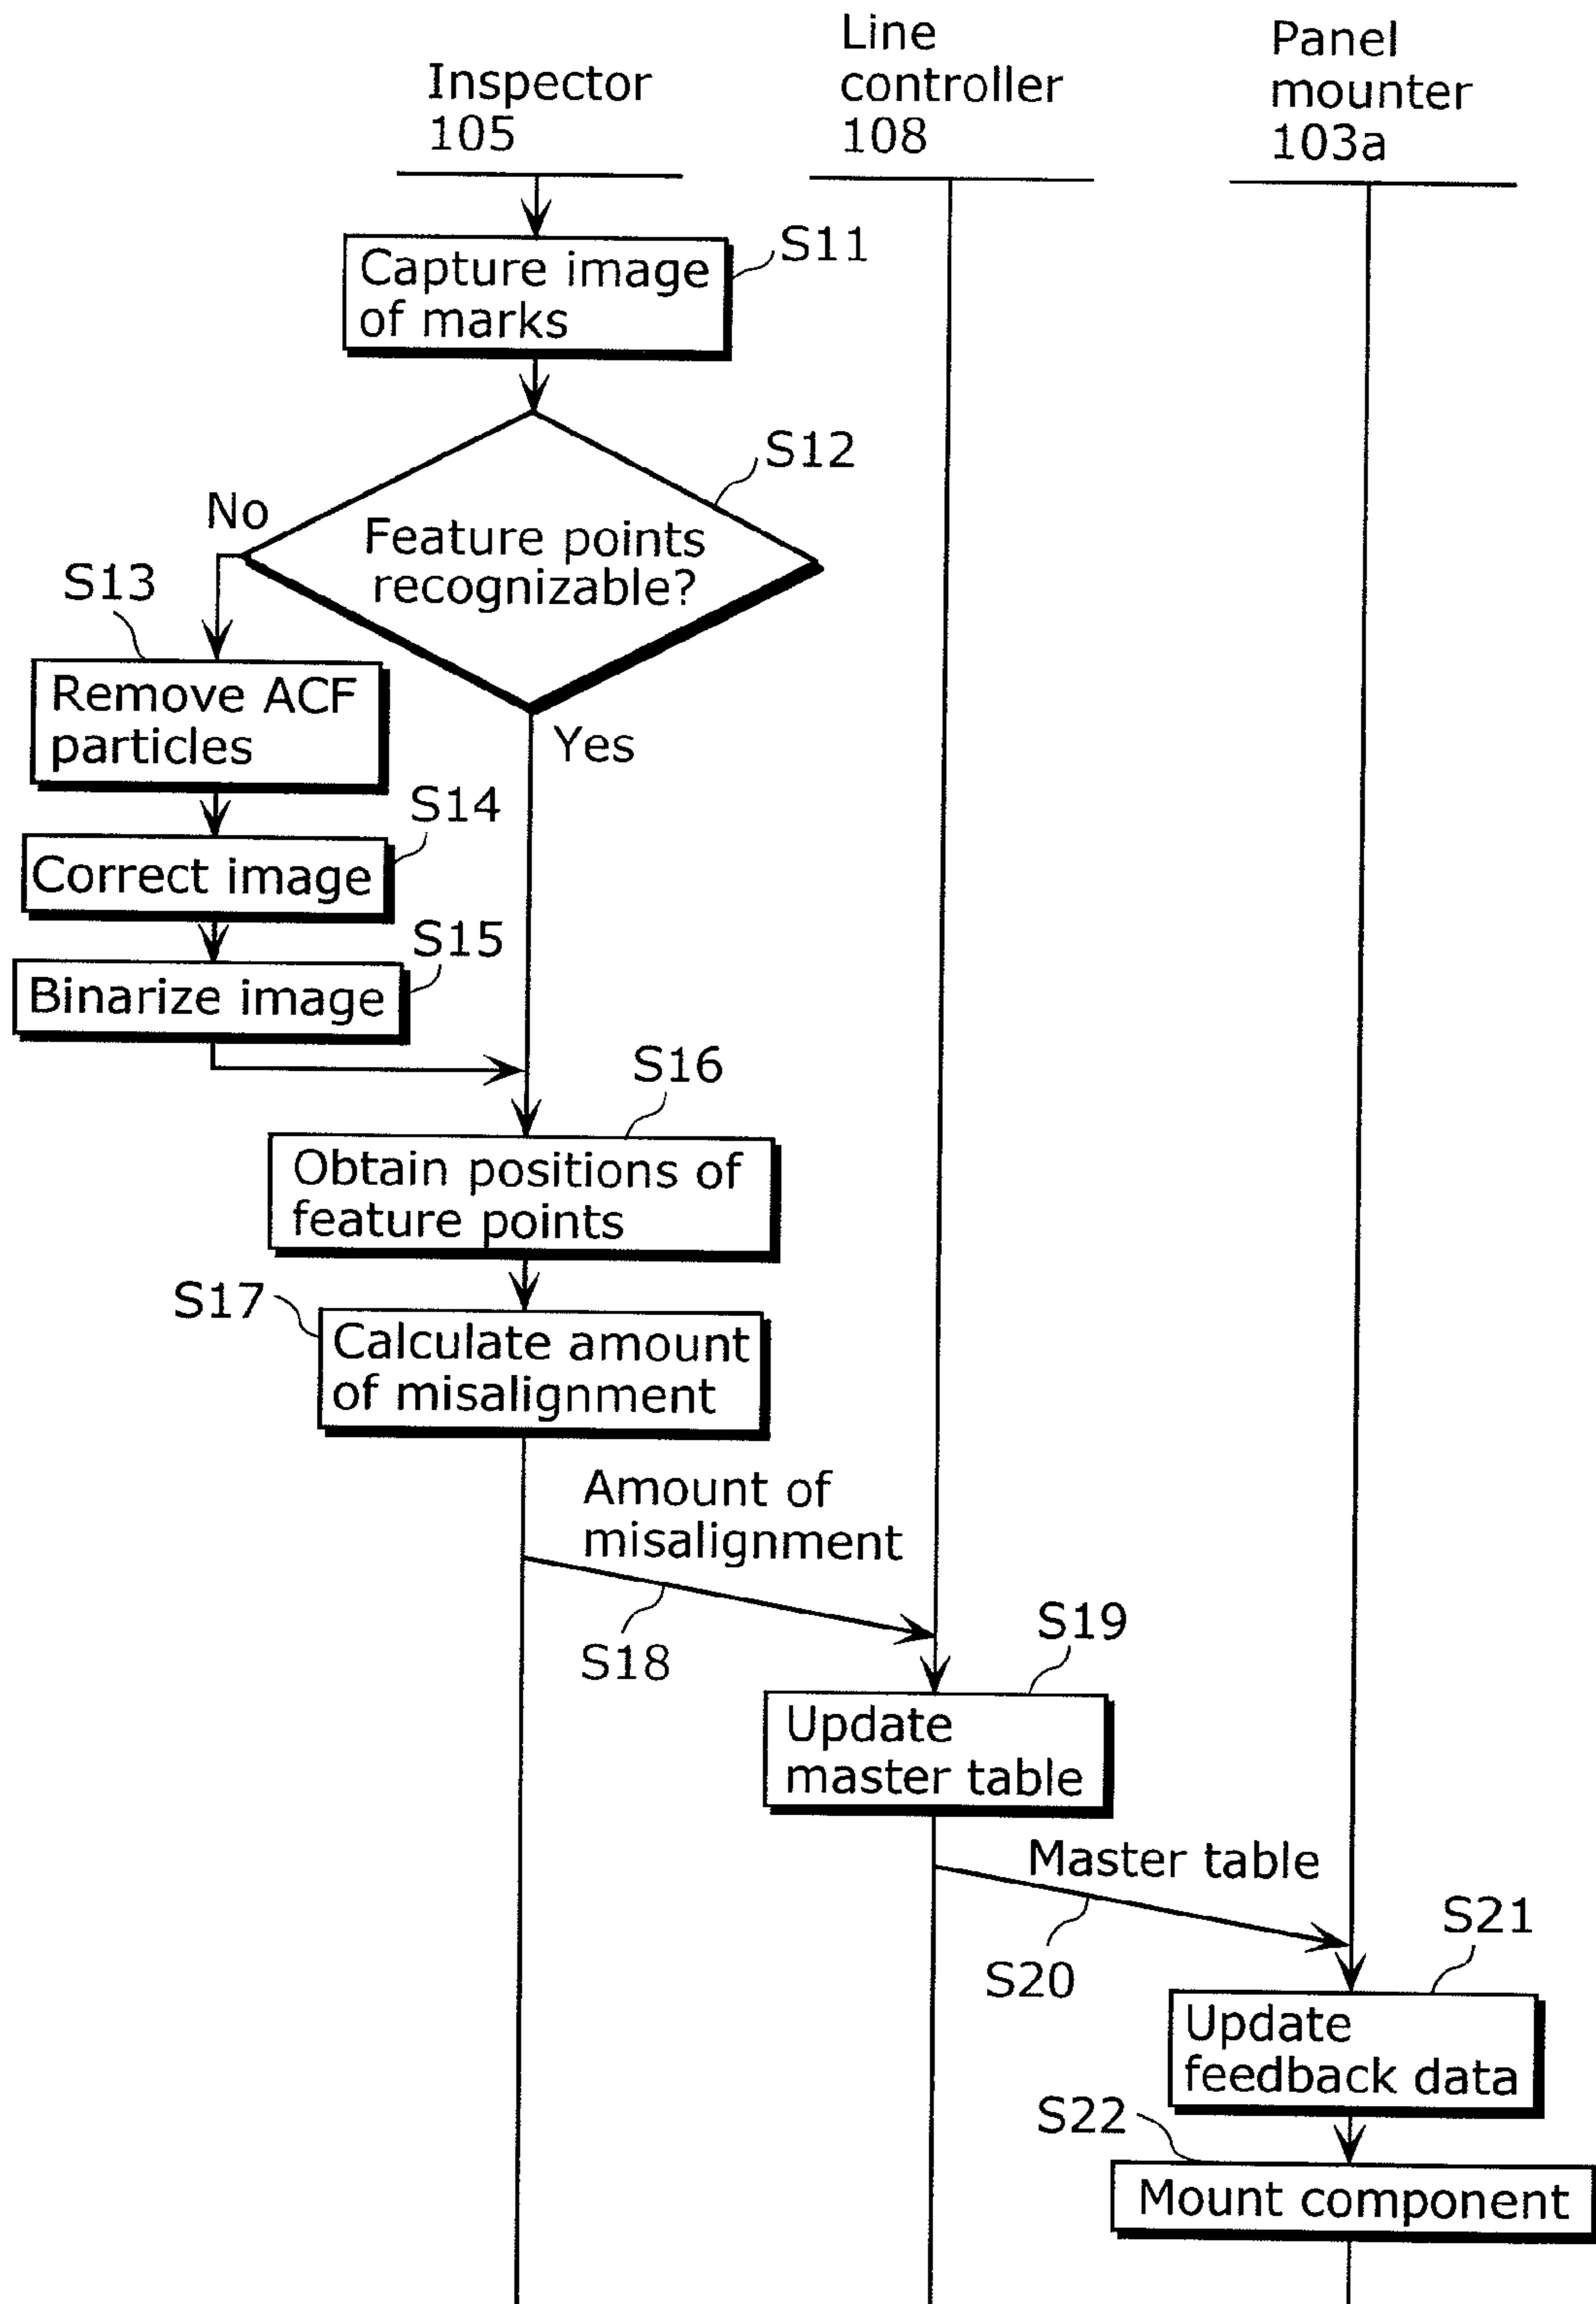 Inspector
105
Line
controller
108
Panel
mounter
103a
S11
Capture image
of marks
S12
Feature points
recognizable?
No
Yes
S13
Remove ACF
particles
S14
Correct image
S15
Binarize image
S16
Obtain positions of
feature points
S17
Calculate amount
of misalignment
Amount of
misalignment
S18
S19
Update
master table
Master table
S20
S21
Update
feedback data
S22
Mount component